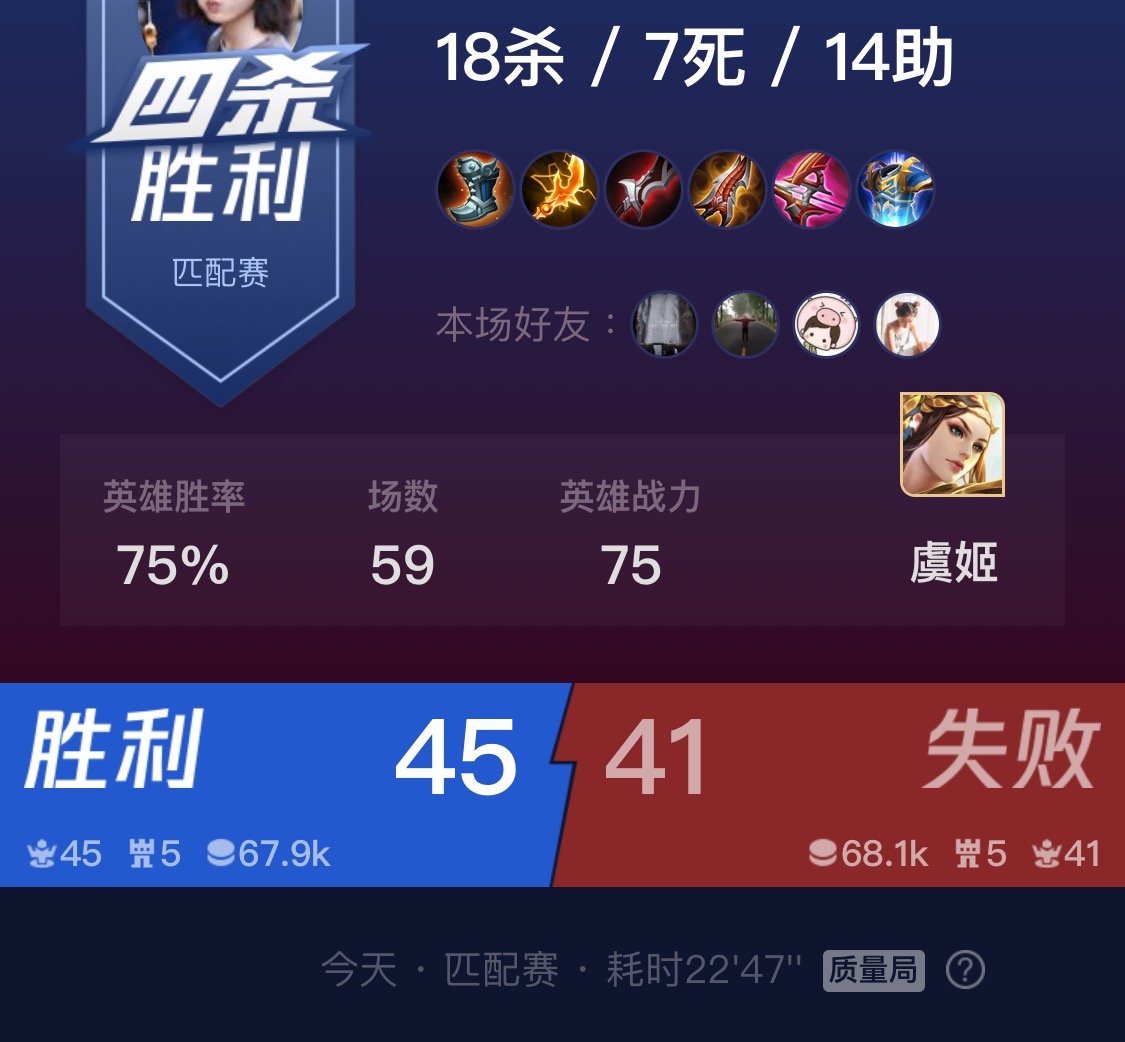 四杀
胜利
匹配赛
18杀 / 7死 / 14助
本场好友：
英雄胜率 场数 英雄战力
75% 59 75 虞姬
胜利 45 41 失败
45 5 67.9k 68.1k 5 41
今天 · 匹配赛 · 耗时22'47'' 质量局 ?